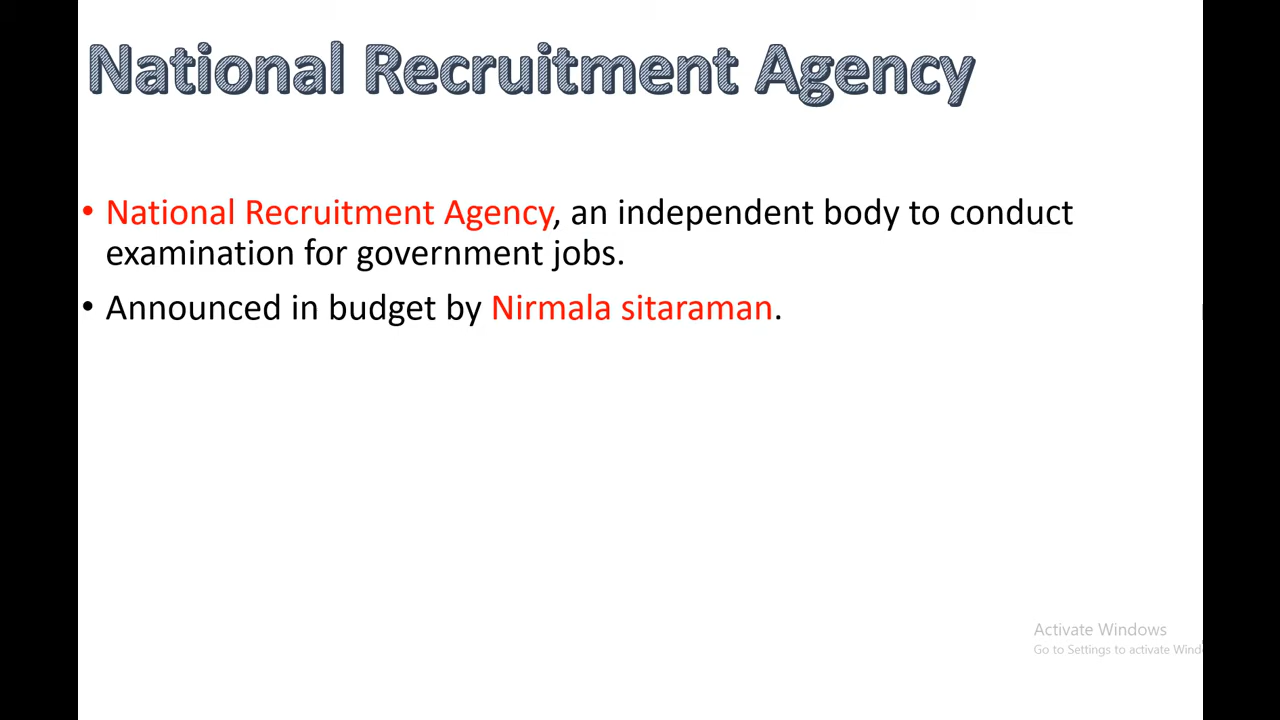 National Recruitment Agency
• National Recruitment Agency, an independent body to conduct
examination for government jobs.
• Announced in budget by Nirmala sitaraman.
Activate Windows
Go to Settings to activate Wind